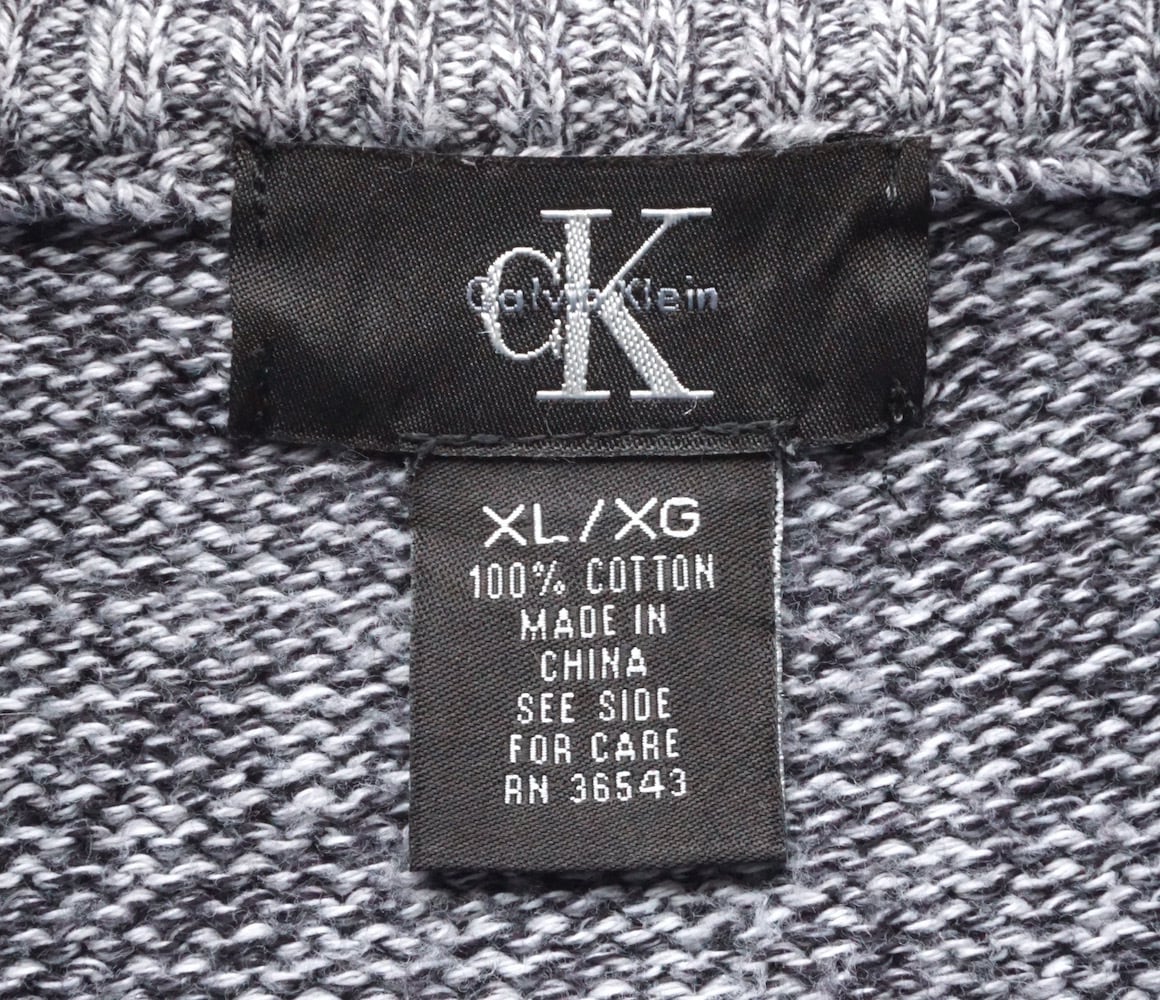 cK
Calvin Klein
XL/XG
100% COTTON
MADE IN
CHINA
SEE SIDE
FOR CARE
RN 36543